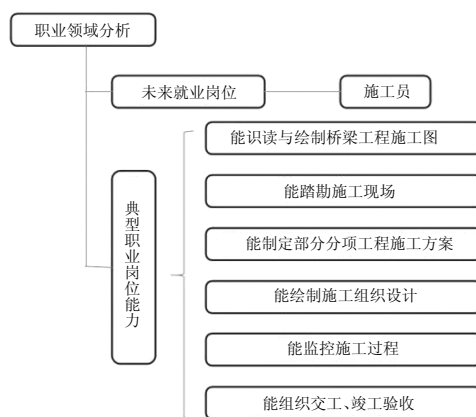 职业领域分析
未来就业岗位
施工员
典型职业岗位能力
能识读与绘制桥梁工程施工图
能踏勘施工现场
能制定部分分项工程施工方案
能绘制施工组织设计
能监控施工过程
能组织交工、竣工验收